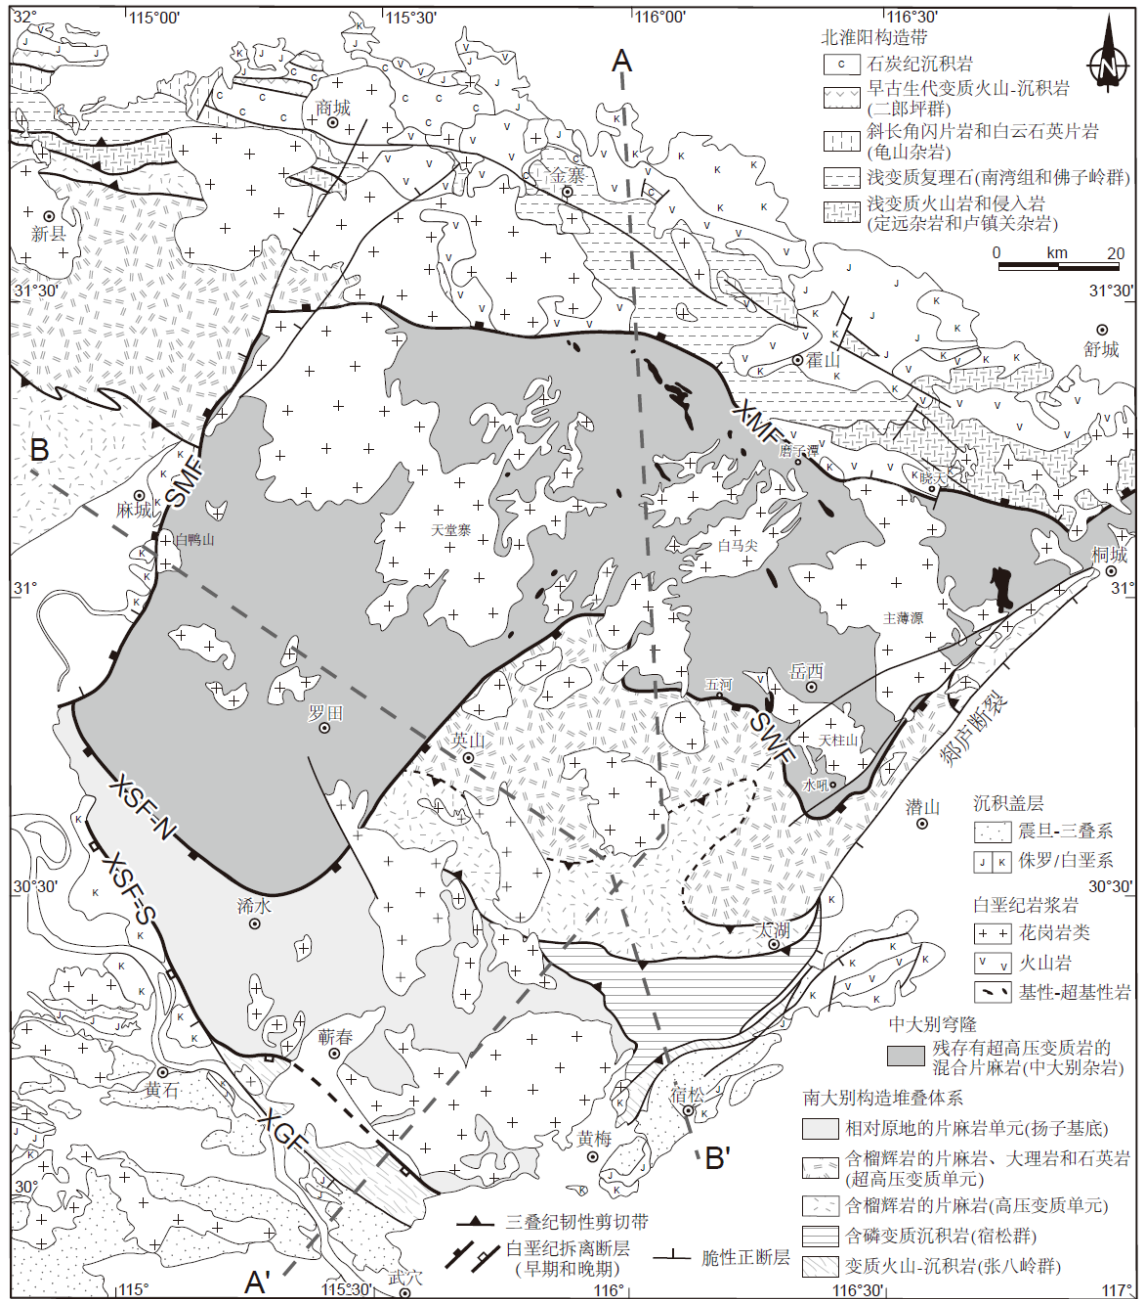 32°
115°00'
115°30'
116°00'
116°30'
A
北淮阳构造带
C 石炭纪沉积岩
早古生代变质火山-沉积岩
(二郎坪群)
斜长角闪片岩和白云石英片岩
(龟山杂岩)
浅变质复理石(南湾组和佛子岭群)
浅变质火山岩和侵入岩
(定远杂岩和卢镇关杂岩)
N
0 km 20
商城
金寨
新县
31°30'
31°30'
舒城
霍山
XMF
磨子潭
晓天
B
SMF
麻城
白鸭山
天堂寨
白马尖
桐城
31°
31°
主薄源
岳西
五河
罗田
英山
SWF
天柱山
水吼
郯庐断裂
潜山
XSF-N
XSF-S
沉积盖层
震旦-三叠系
J K 侏罗/白垩系
30°30'
30°30'
浠水
太湖
白垩纪岩浆岩
花岗岩类
火山岩
基性-超基性岩
中大别穹隆
残存有超高压变质岩的
混合片麻岩(中大别杂岩)
蕲春
黄石
宿松
南大别构造堆叠体系
相对原地的片麻岩单元(扬子基底)
XGF
黄梅
B'
含榴辉岩的片麻岩、大理岩和石英岩
(超高压变质单元)
30°
30°
含榴辉岩的片麻岩(高压变质单元)
三叠纪韧性剪切带
含磷变质沉积岩(宿松群)
白垩纪拆离断层
(早期和晚期)
脆性正断层
变质火山-沉积岩(张八岭群)
A'
武穴
115°
115°30'
116°
116°30'
117°